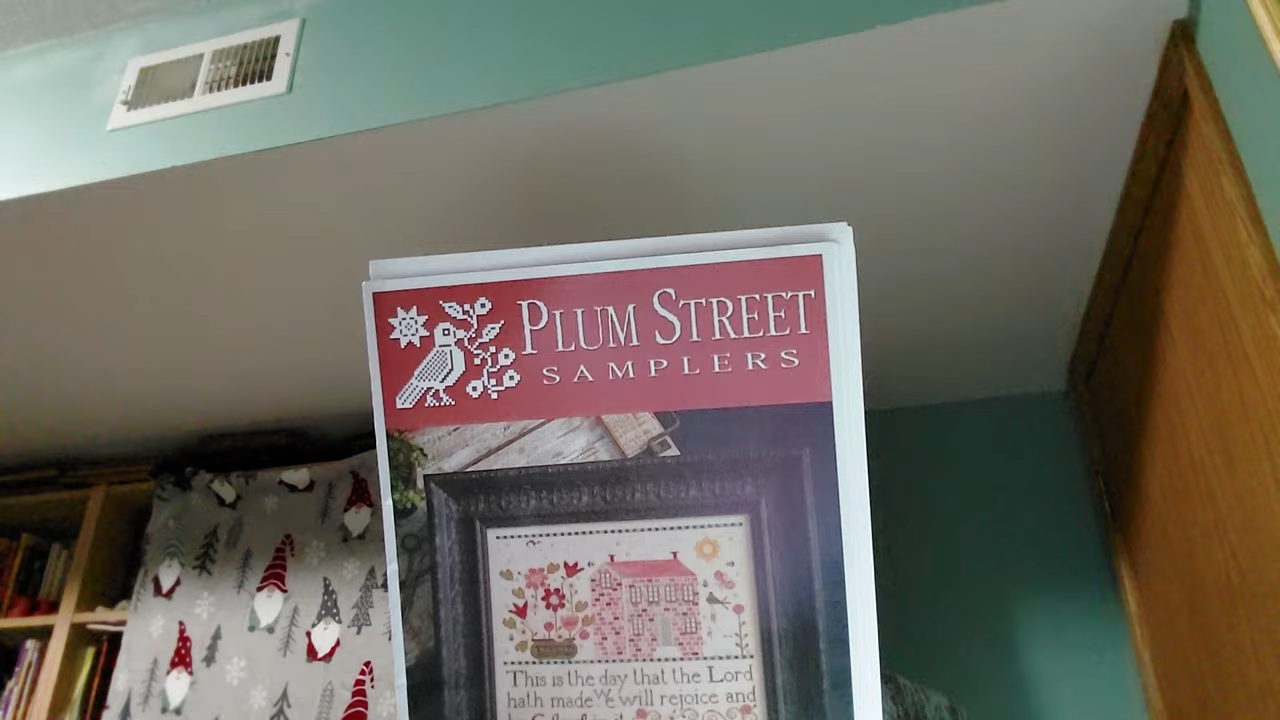 PLUM STREET
SAMPLERS
This is the day that the Lord
hath made We will rejoice and